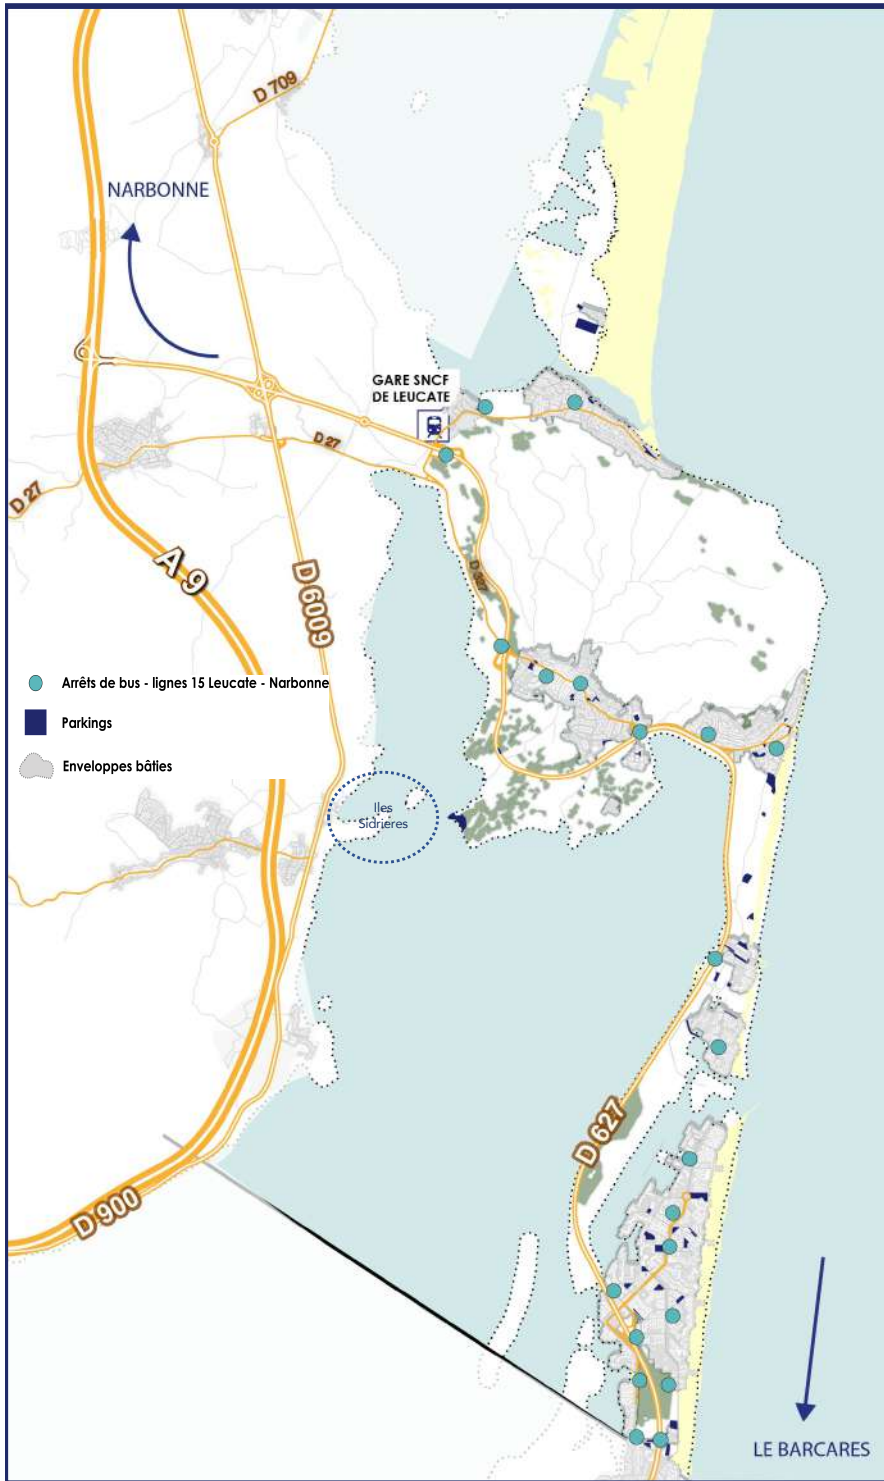 D 709
NARBONNE
GARE SNCF
DE LEUCATE
D 27
D 27
A 9
D 6009
D 627
Arrêts de bus - lignes 15 Leucate - Narbonne
Parkings
Enveloppes bâties
Iles
Sidrieres
D 627
D 900
LE BARCARES